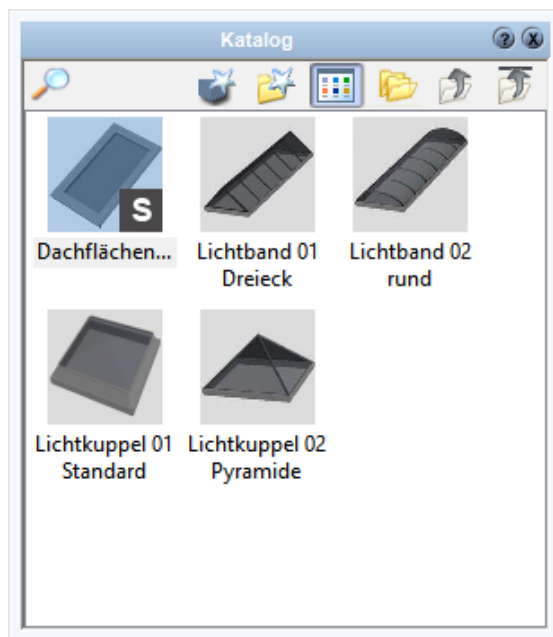 Katalog
S
Dachflächen...
Lichtband 01
Dreieck
Lichtband 02
rund
Lichtkuppel 01
Standard
Lichtkuppel 02
Pyramide